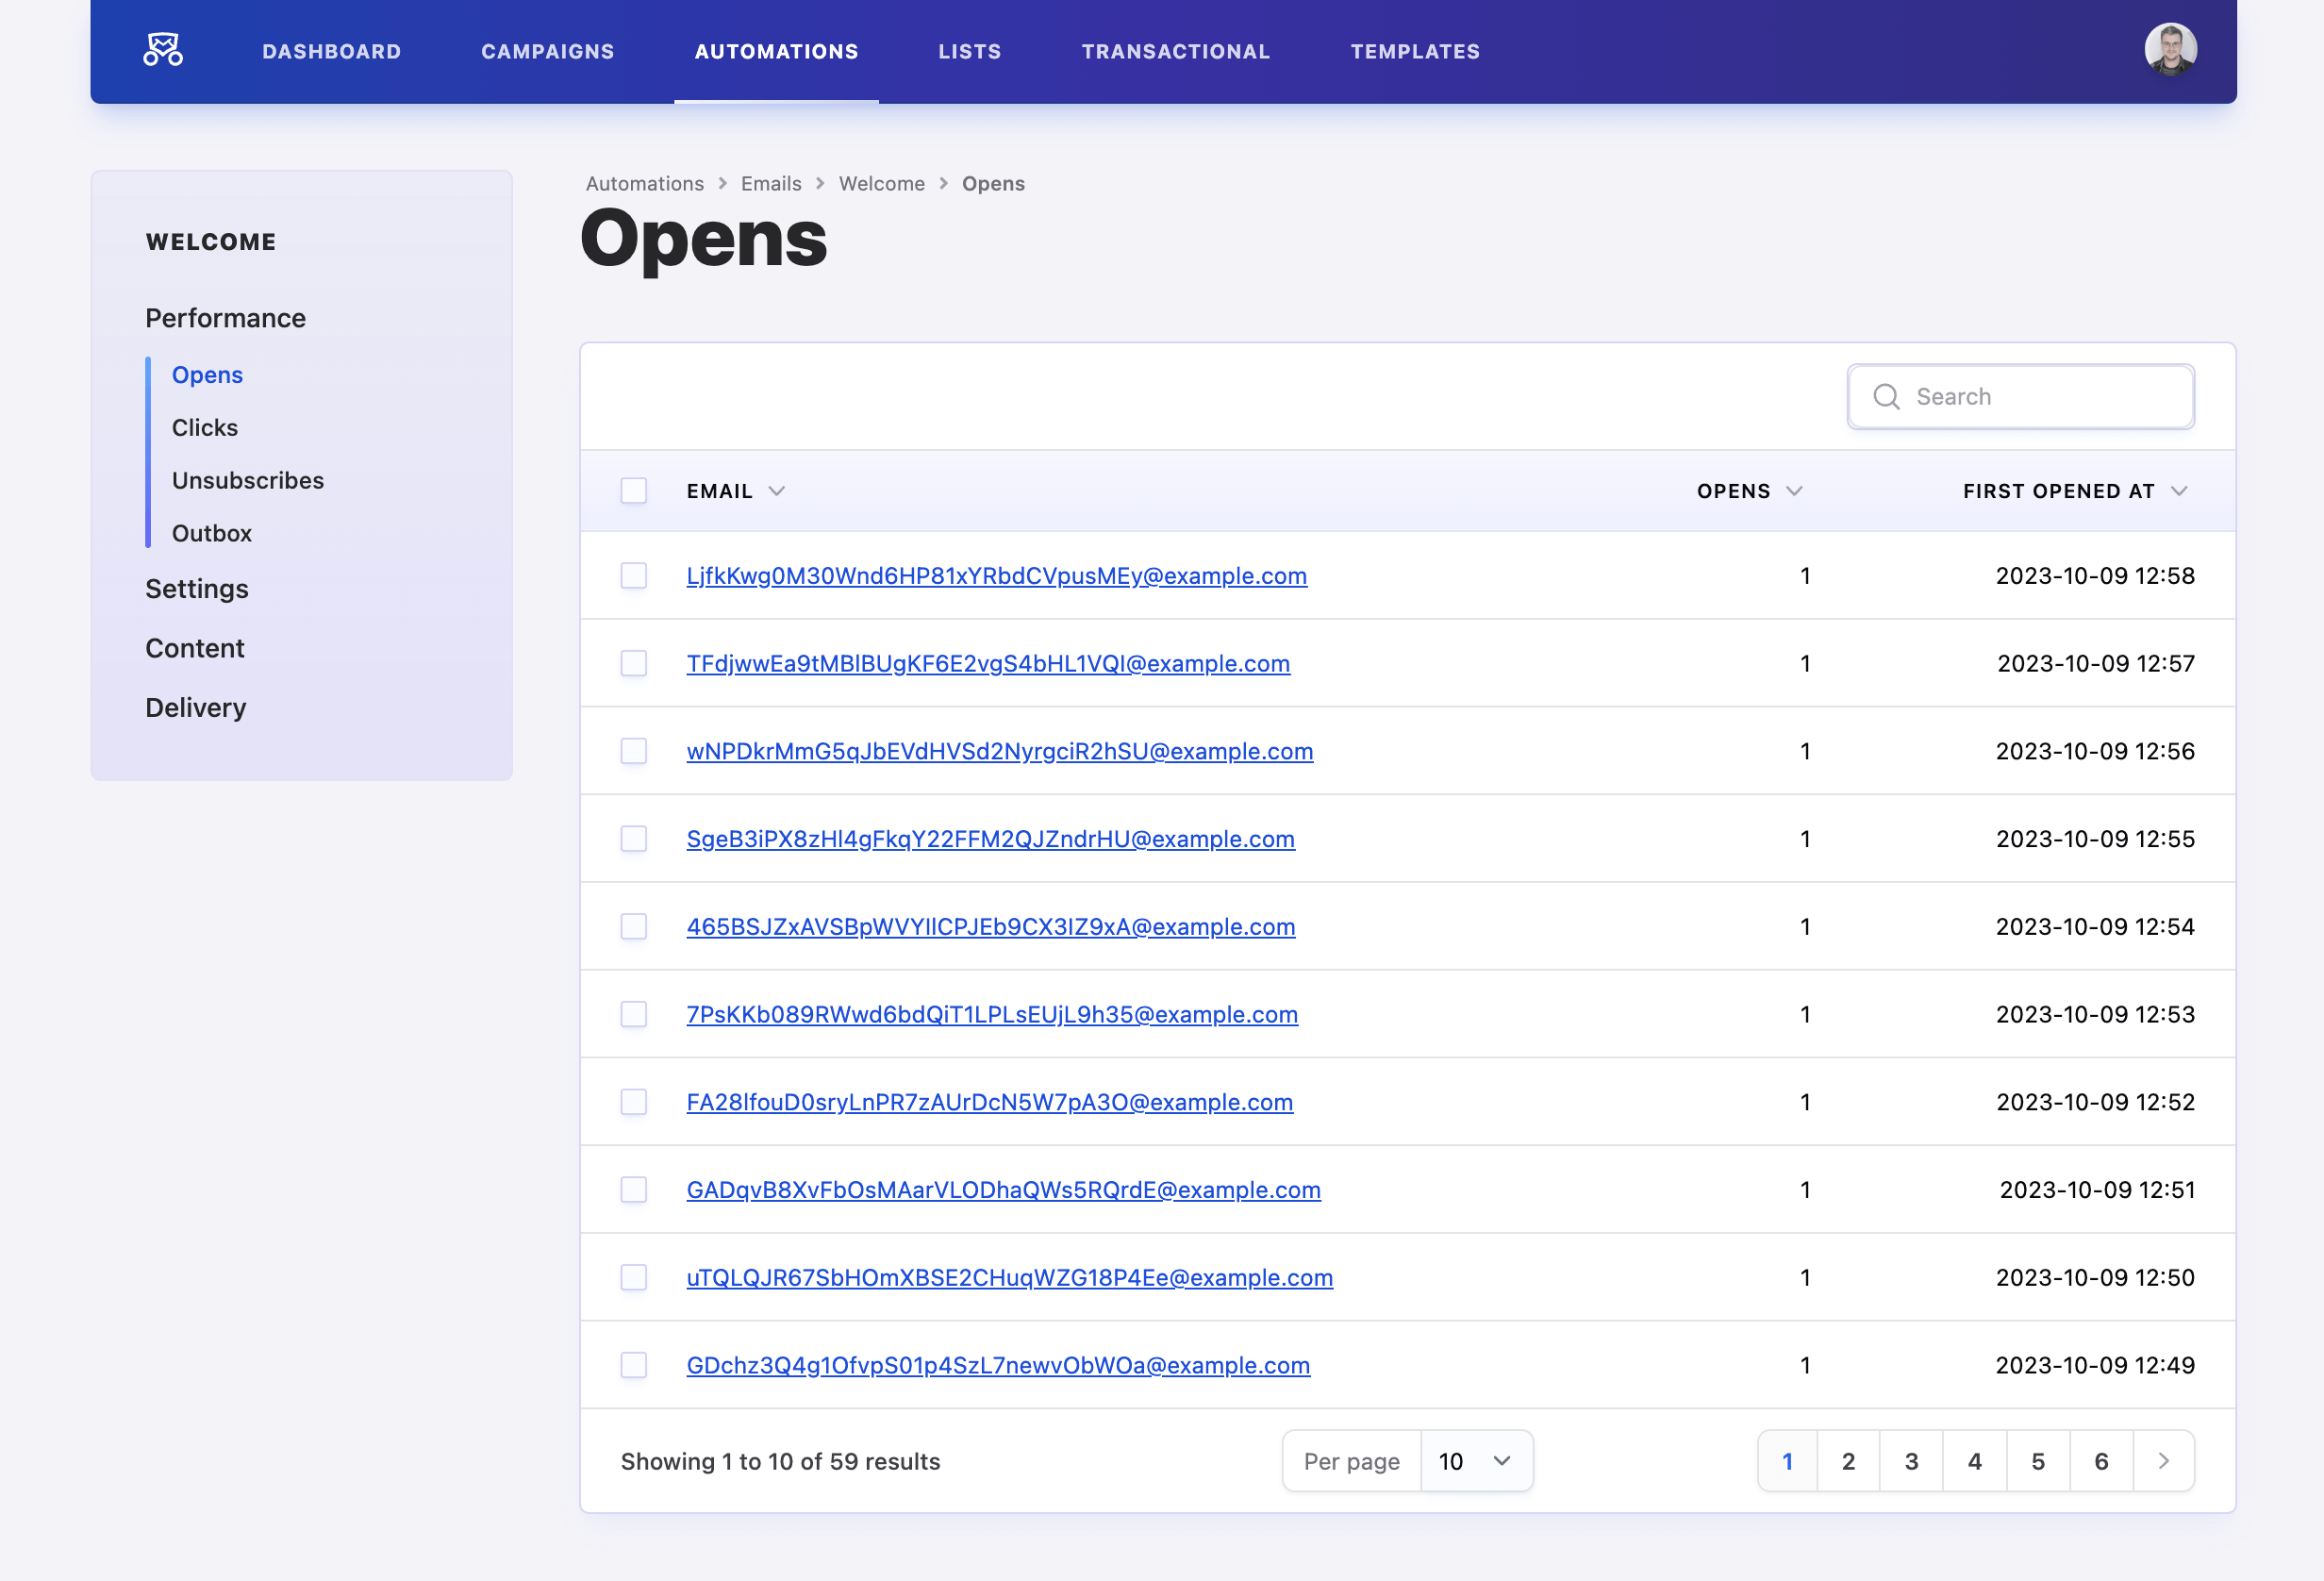 DASHBOARD CAMPAIGNS AUTOMATIONS LISTS TRANSACTIONAL TEMPLATES
WELCOME
Performance
Opens
Clicks
Unsubscribes
Outbox
Settings
Content
Delivery
Automations > Emails > Welcome > Opens
Opens
Search
EMAIL OPENS FIRST OPENED AT
LjfkKwg0M30Wnd6HP81xYRbdCVpusMEy@example.com 1 2023-10-09 12:58
TFdjwwEa9tMBlBUgKF6E2vgS4bHL1VQI@example.com 1 2023-10-09 12:57
wNPDkrMmG5qJbEVdHVSd2NyrgciR2hSU@example.com 1 2023-10-09 12:56
SgeB3iPX8zHl4gFkqY22FFM2QJZndrHU@example.com 1 2023-10-09 12:55
465BSJZxAVSBpWVYIlCPJEb9CX3IZ9xA@example.com 1 2023-10-09 12:54
7PsKKb089RWwd6bdQiT1LPLsEUjL9h35@example.com 1 2023-10-09 12:53
FA28lfouD0sryLnPR7zAUrDcN5W7pA3O@example.com 1 2023-10-09 12:52
GADqvB8XvFbOsMAarVLODhaQWs5RQrdE@example.com 1 2023-10-09 12:51
uTQLQJR67SbHOmXBSE2CHuqWZG18P4Ee@example.com 1 2023-10-09 12:50
GDchz3Q4g1OfvpS01p4SzL7newvObWOa@example.com 1 2023-10-09 12:49
Showing 1 to 10 of 59 results Per page 10 1 2 3 4 5 6